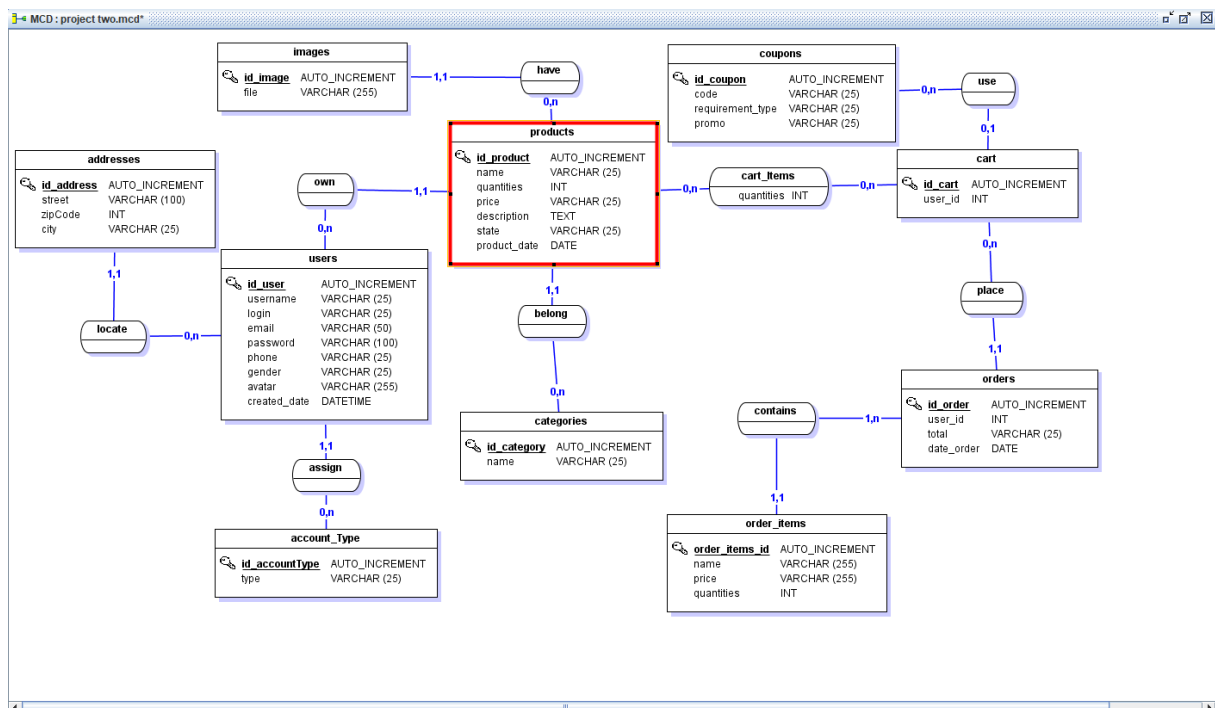 MCD : project two.mcd*
images
id_image AUTO_INCREMENT
file VARCHAR (255)
1,1
have
0,n
coupons
id_coupon AUTO_INCREMENT
code VARCHAR (25)
requirement_type VARCHAR (25)
promo VARCHAR (25)
0,n
use
0,1
addresses
id_address AUTO_INCREMENT
street VARCHAR (100)
zipCode INT
city VARCHAR (25)
1,1
own
1,1
0,n
products
id_product AUTO_INCREMENT
name VARCHAR (25)
quantities INT
price VARCHAR (25)
description TEXT
state VARCHAR (25)
product_date DATE
0,n
cart_Items
quantities INT
0,n
cart
id_cart AUTO_INCREMENT
user_id INT
0,n
users
id_user AUTO_INCREMENT
username VARCHAR (25)
login VARCHAR (25)
email VARCHAR (50)
password VARCHAR (100)
phone VARCHAR (25)
gender VARCHAR (25)
avatar VARCHAR (255)
created_date DATETIME
locate
0,n
1,1
belong
0,n
place
1,1
categories
id_category AUTO_INCREMENT
name VARCHAR (25)
contains
1,n
orders
id_order AUTO_INCREMENT
user_id INT
total VARCHAR (25)
date_order DATE
1,1
assign
0,n
1,1
account_Type
id_accountType AUTO_INCREMENT
type VARCHAR (25)
order_items
order_items_id AUTO_INCREMENT
name VARCHAR (255)
price VARCHAR (255)
quantities INT